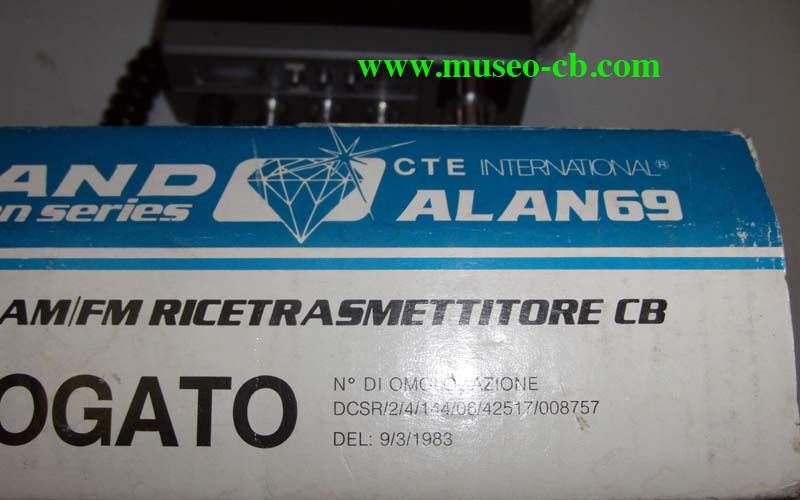 www.museo-cb.com
AND
CTE INTERNATIONAL®
n series
ALAN69
AM/FM RICETRASMETTITORE CB
OGATO
N° DI OMOLOGAZIONE
DCSR/2/4/144/06/42517/008757
DEL: 9/3/1983